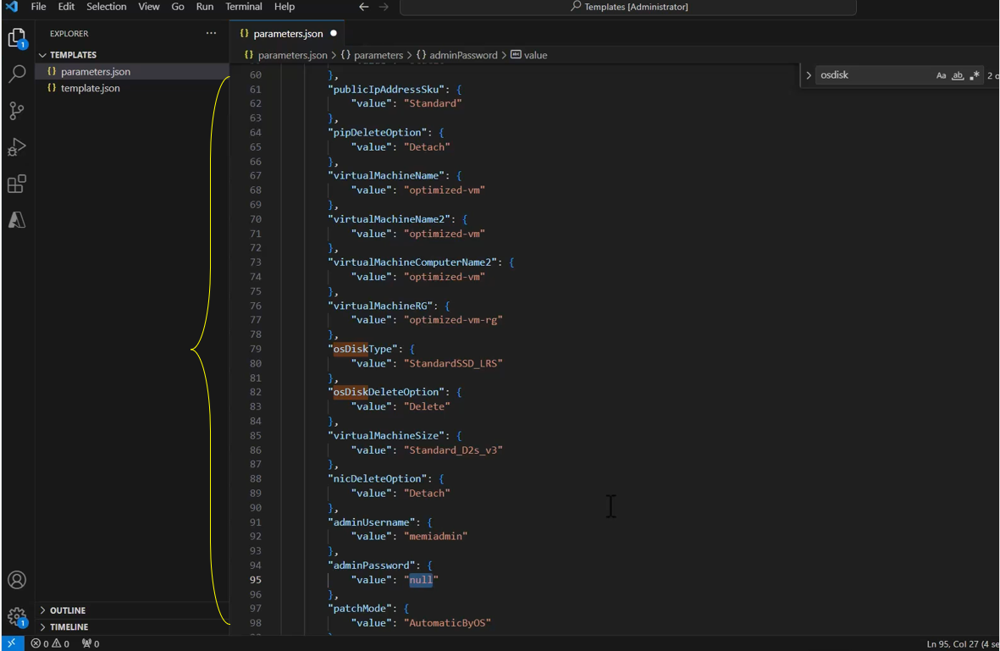 File Edit Selection View Go Run Terminal Help
Templates [Administrator]
EXPLORER
TEMPLATES
{} parameters.json
{} template.json
{} parameters.json
{} parameters.json > {} parameters > {} adminPassword > value
osdisk
60 },
61 "publicIpAddressSku": {
62 "value": "Standard"
63 },
64 "pipDeleteOption": {
65 "value": "Detach"
66 },
67 "virtualMachineName": {
68 "value": "optimized-vm"
69 },
70 "virtualMachineName2": {
71 "value": "optimized-vm"
72 },
73 "virtualMachineComputerName2": {
74 "value": "optimized-vm"
75 },
76 "virtualMachineRG": {
77 "value": "optimized-vm-rg"
78 },
79 "osDiskType": {
80 "value": "StandardSSD_LRS"
81 },
82 "osDiskDeleteOption": {
83 "value": "Delete"
84 },
85 "virtualMachineSize": {
86 "value": "Standard_D2s_v3"
87 },
88 "nicDeleteOption": {
89 "value": "Detach"
90 },
91 "adminUsername": {
92 "value": "memiadmin"
93 },
94 "adminPassword": {
95 "value": "null"
96 },
97 "patchMode": {
98 "value": "AutomaticByOS"
OUTLINE
TIMELINE
0 0 0
Ln 95, Col 27 (4 se